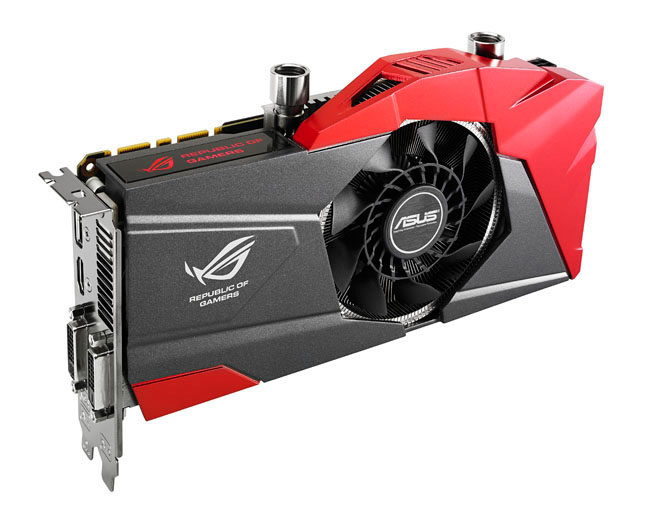 REPUBLIC OF
GAMERS
ASUS
REPUBLIC OF
GAMERS